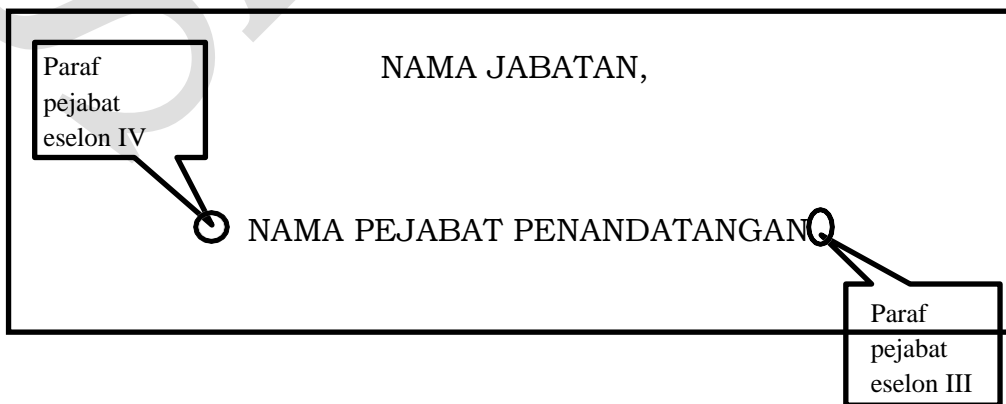 Paraf
pejabat
eselon IV
NAMA JABATAN,
NAMA PEJABAT PENANDATANGAN
Paraf
pejabat
eselon III